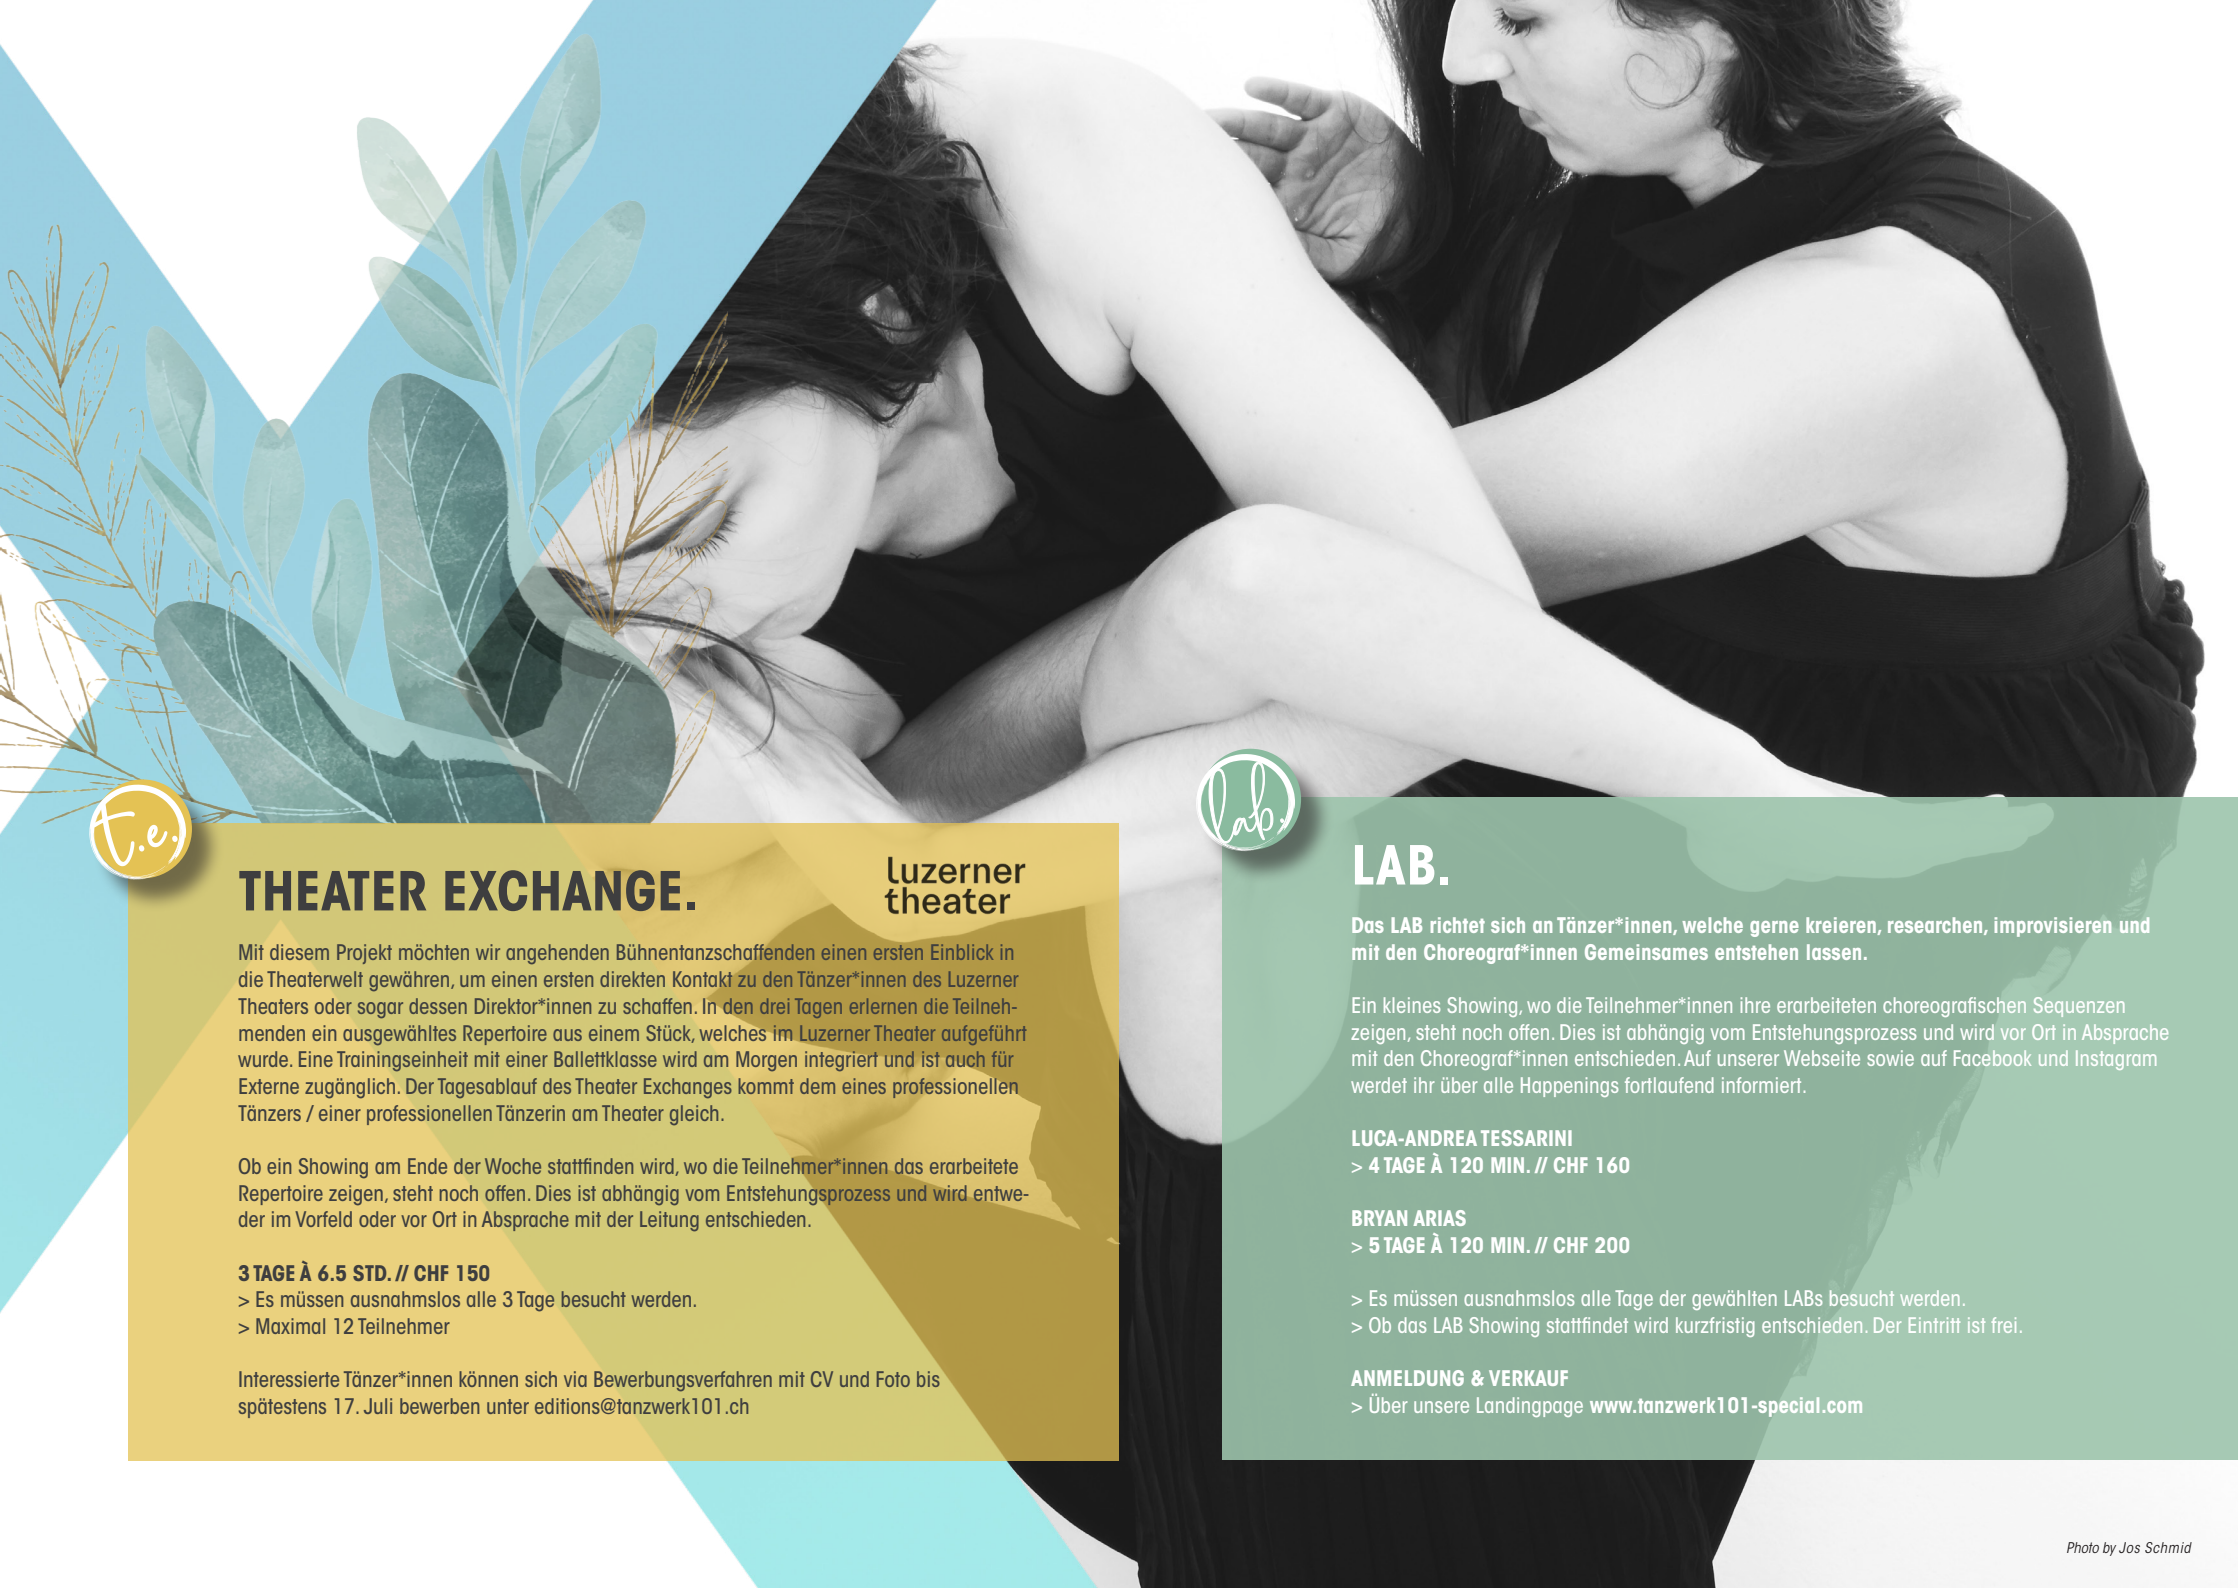 t.e.
THEATER EXCHANGE.
luzerner
theater
Mit diesem Projekt möchten wir angehenden Bühnentanzschaffenden einen ersten Einblick in
die Theaterwelt gewähren, um einen ersten direkten Kontakt zu den Tänzer*innen des Luzerner
Theaters oder sogar dessen Direktor*innen zu schaffen. In den drei Tagen erlernen die Teilneh-
menden ein ausgewähltes Repertoire aus einem Stück, welches im Luzerner Theater aufgeführt
wurde. Eine Trainingseinheit mit einer Ballettklasse wird am Morgen integriert und ist auch für
Externe zugänglich. Der Tagesablauf des Theater Exchanges kommt dem eines professionellen
Tänzers / einer professionellen Tänzerin am Theater gleich.
Ob ein Showing am Ende der Woche stattfinden wird, wo die Teilnehmer*innen das erarbeitete
Repertoire zeigen, steht noch offen. Dies ist abhängig vom Entstehungsprozess und wird entwe-
der im Vorfeld oder vor Ort in Absprache mit der Leitung entschieden.
3 TAGE À 6.5 STD. // CHF 150
> Es müssen ausnahmslos alle 3 Tage besucht werden.
> Maximal 12 Teilnehmer
Interessierte Tänzer*innen können sich via Bewerbungsverfahren mit CV und Foto bis
spätestens 17. Juli bewerben unter editions@tanzwerk101.ch
lab.
LAB.
Das LAB richtet sich an Tänzer*innen, welche gerne kreieren, researchen, improvisieren und
mit den Choreograf*innen Gemeinsames entstehen lassen.
Ein kleines Showing, wo die Teilnehmer*innen ihre erarbeiteten choreografischen Sequenzen
zeigen, steht noch offen. Dies ist abhängig vom Entstehungsprozess und wird vor Ort in Absprache
mit den Choreograf*innen entschieden. Auf unserer Webseite sowie auf Facebook und Instagram
werdet ihr über alle Happenings fortlaufend informiert.
LUCA-ANDREA TESSARINI
> 4 TAGE À 120 MIN. // CHF 160
BRYAN ARIAS
> 5 TAGE À 120 MIN. // CHF 200
> Es müssen ausnahmslos alle Tage der gewählten LABs besucht werden.
> Ob das LAB Showing stattfindet wird kurzfristig entschieden. Der Eintritt ist frei.
ANMELDUNG & VERKAUF
> Über unsere Landingpage www.tanzwerk101-special.com
Photo by Jos Schmid